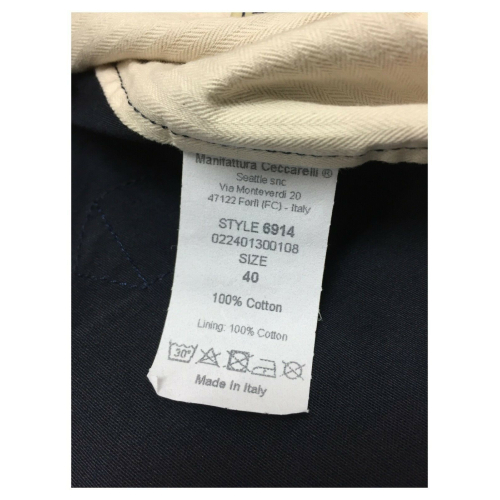 Manifattura Ceccarelli ®
Seattle snc
Via Monteverdi 20
47122 Forlì (FC) - Italy
STYLE 6914
022401300108
SIZE
40
100% Cotton
Lining: 100% Cotton
30°
Made in Italy